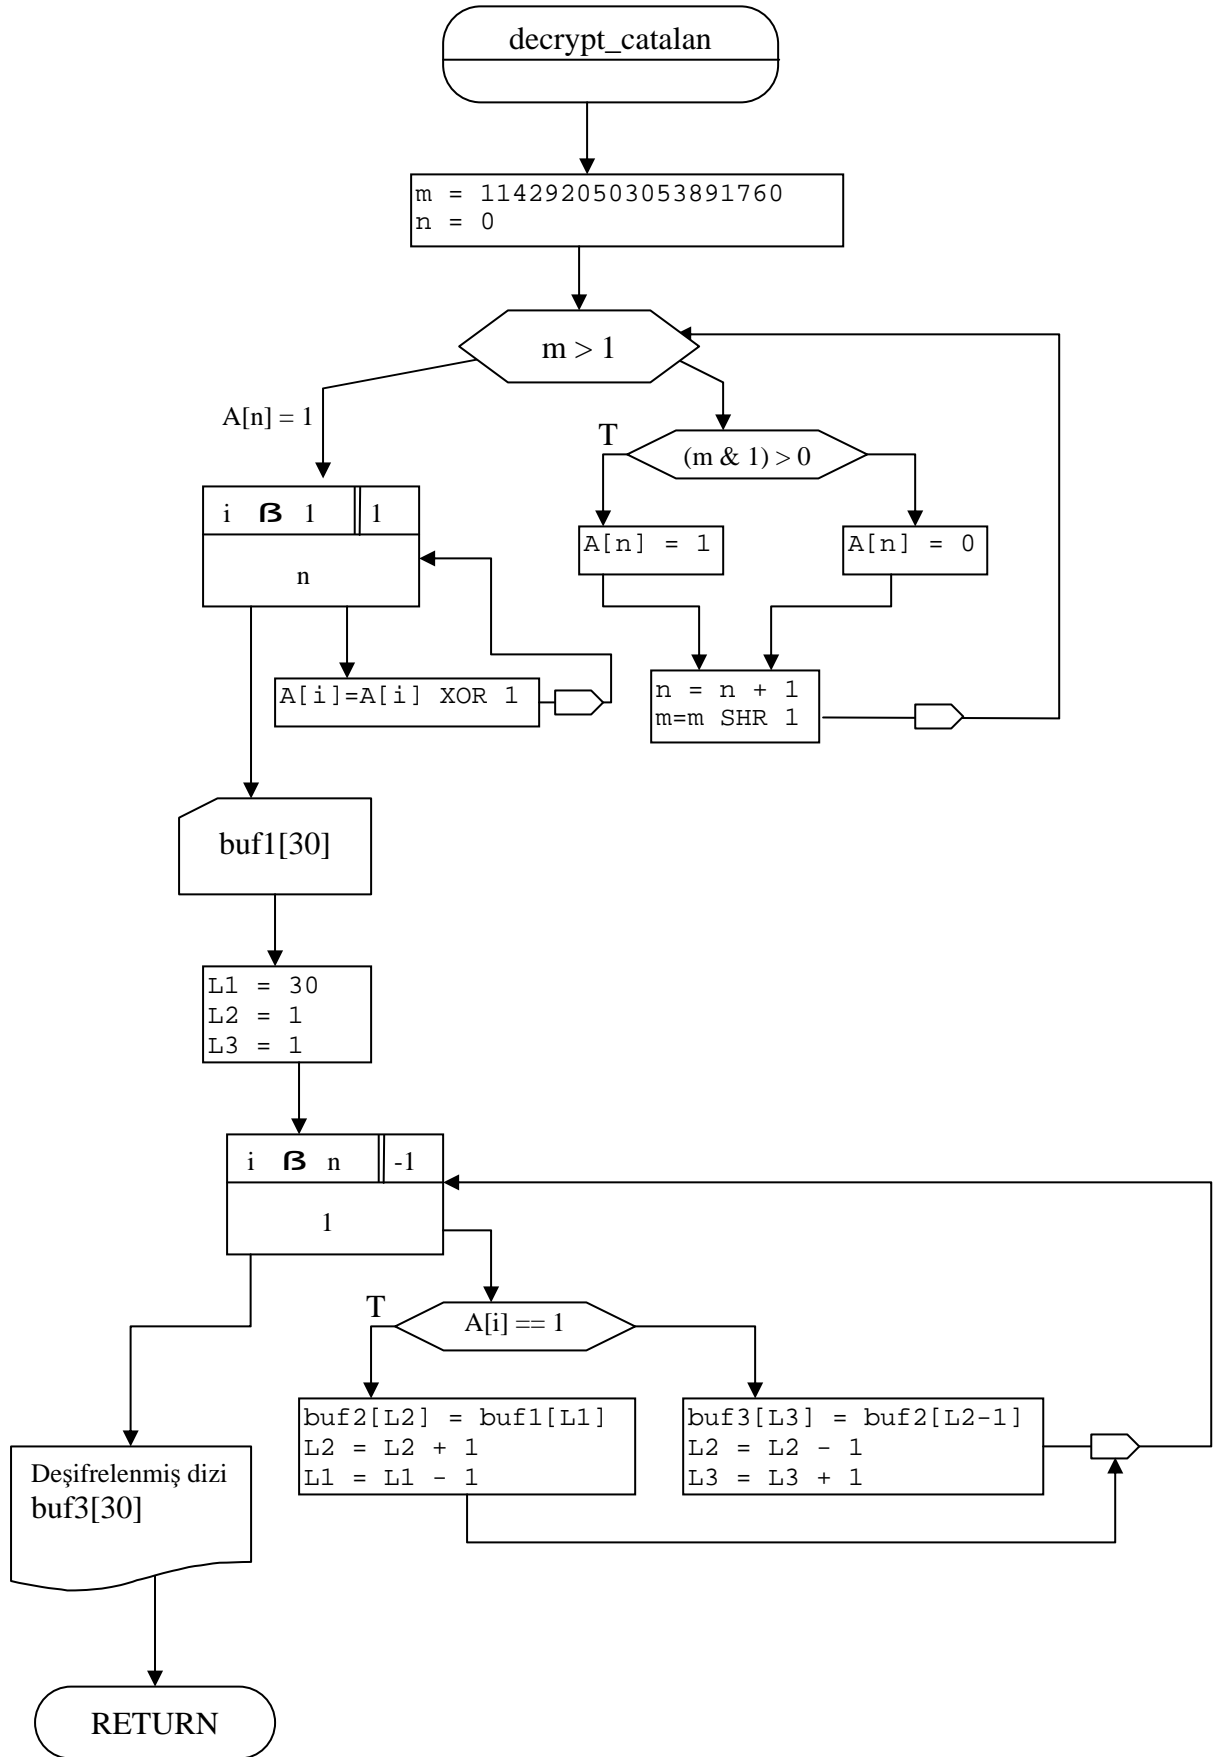 decrypt_catalan
m = 1142920503053891760
n = 0
m > 1
A[n] = 1
T
(m & 1) > 0
i ß 1 1
n
A[n] = 1
A[n] = 0
A[i]=A[i] XOR 1
n = n + 1
m=m SHR 1
buf1[30]
L1 = 30
L2 = 1
L3 = 1
i ß n -1
1
T
A[i] == 1
buf2[L2] = buf1[L1]
L2 = L2 + 1
L1 = L1 - 1
buf3[L3] = buf2[L2-1]
L2 = L2 - 1
L3 = L3 + 1
Deşifrelenmiş dizi
buf3[30]
RETURN